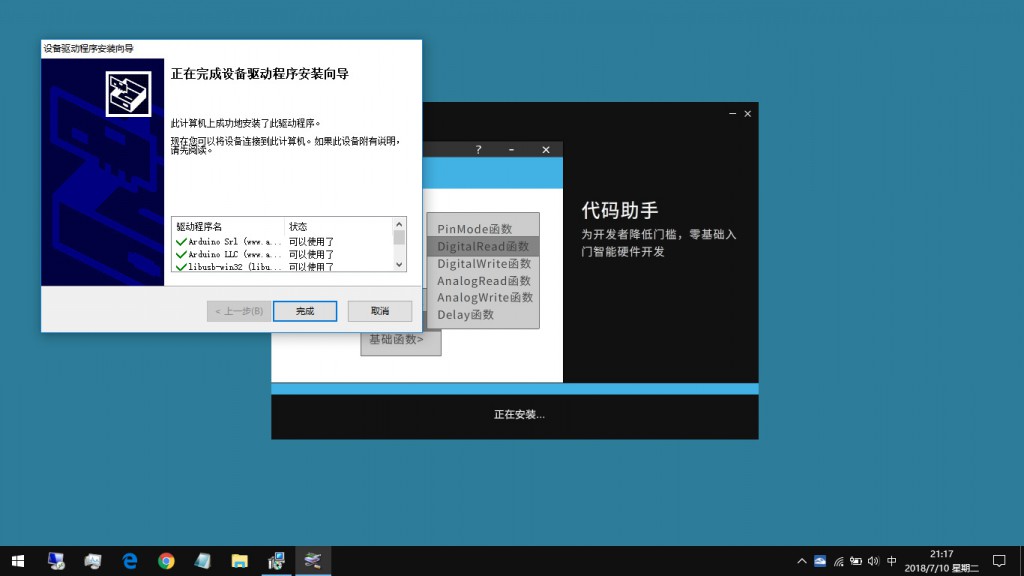 设备驱动程序安装向导
正在完成设备驱动程序安装向导
此计算机上成功地安装了此驱动程序。
现在您可以将设备连接到此计算机。如果此设备附有说明，
请先阅读。
驱动程序名 状态
Arduino Srl (www.a... 可以使用了
Arduino LLC (www.a... 可以使用了
libusb-win32 (libu... 可以使用了
< 上一步(B) 完成 取消
PinMode函数
DigitalRead函数
DigitalWrite函数
AnalogRead函数
AnalogWrite函数
Delay函数
基础函数>
代码助手
为开发者降低门槛，零基础入
门智能硬件开发
正在安装...
中
21:17
2018/7/10 星期二